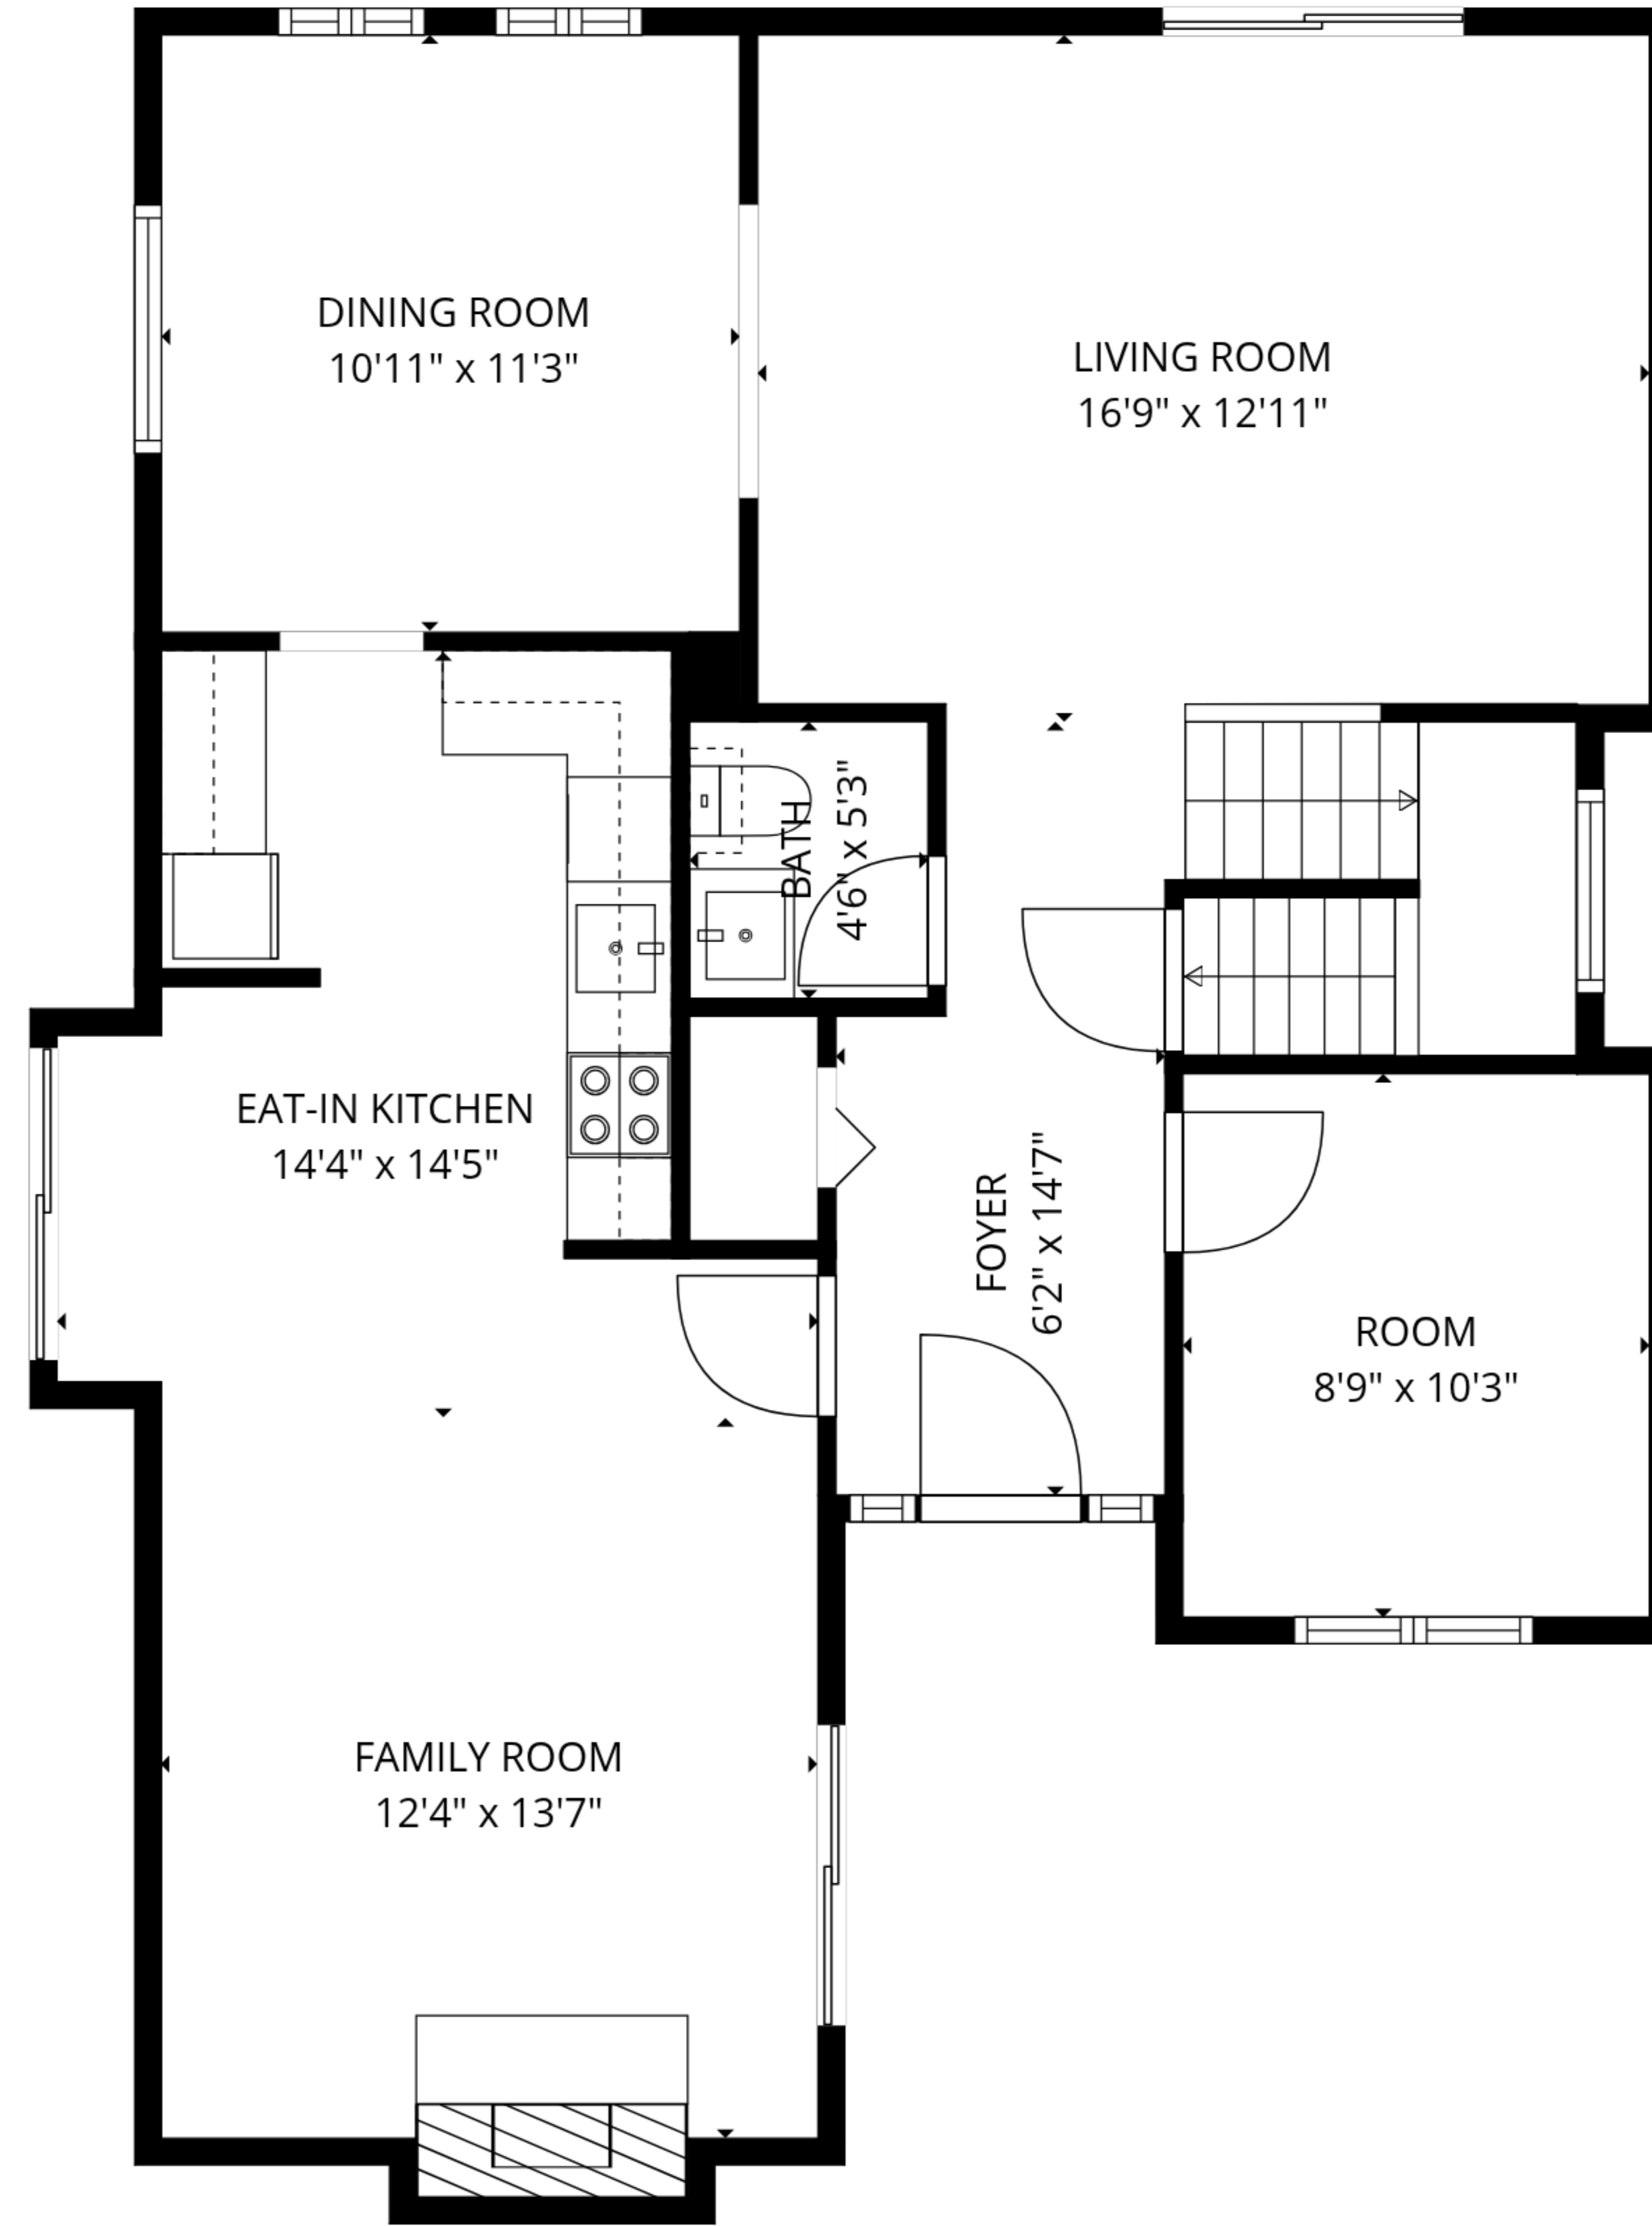 DINING ROOM
10'11" x 11'3"
LIVING ROOM
16'9" x 12'11"
BATH
4'6" x 5'3"
EAT-IN KITCHEN
14'4" x 14'5"
FOYER
6'2" x 14'7"
ROOM
8'9" x 10'3"
FAMILY ROOM
12'4" x 13'7"